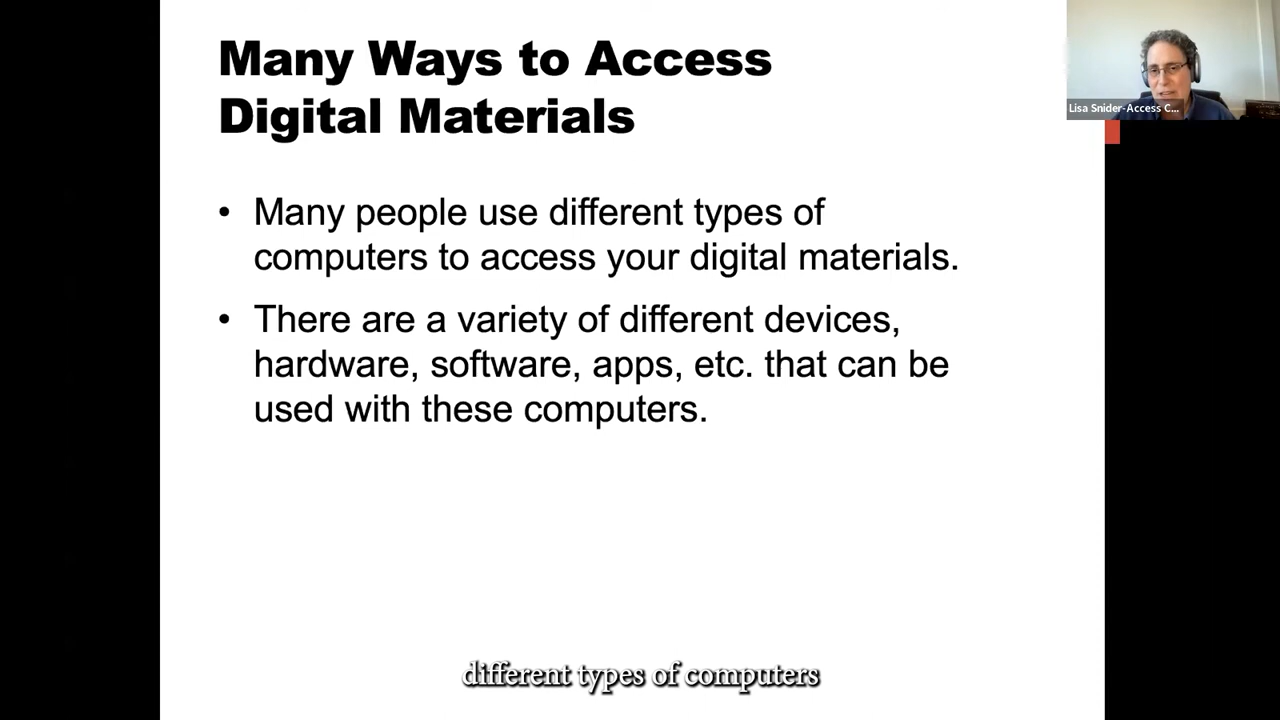 Many Ways to Access
Digital Materials
Lisa Snider-Access C...
• Many people use different types of
computers to access your digital materials.
• There are a variety of different devices,
hardware, software, apps, etc. that can be
used with these computers.
different types of computers